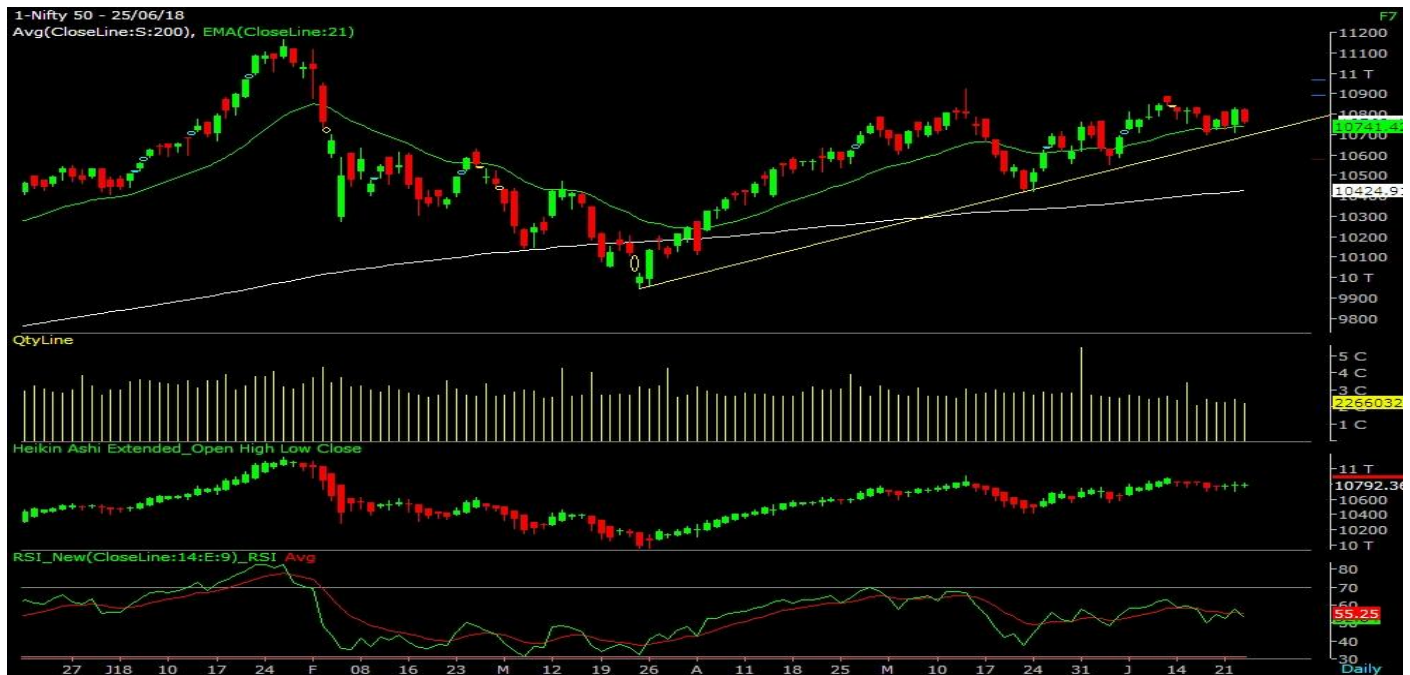 1-Nifty 50 - 25/06/18
F7
Avg(CloseLine:S:200), EMA(CloseLine:21)
11200
11100
11 T
10900
10800
10741.42
10700
10600
10500
10424.91
10300
10200
10100
10 T
9900
9800
QtyLine
5 C
4 C
3 C
2266032
1 C
Heikin Ashi Extended_Open High Low Close
11 T
10792.36
10600
10400
10200
10 T
RSI_New(CloseLine:14:E:9)_RSI Avg
80
70
60
55.25
40
30
27 J18 10 17 24 F 08 16 23 M 12 19 26 A 11 18 25 M 10 17 24 31 J 14 21 Daily